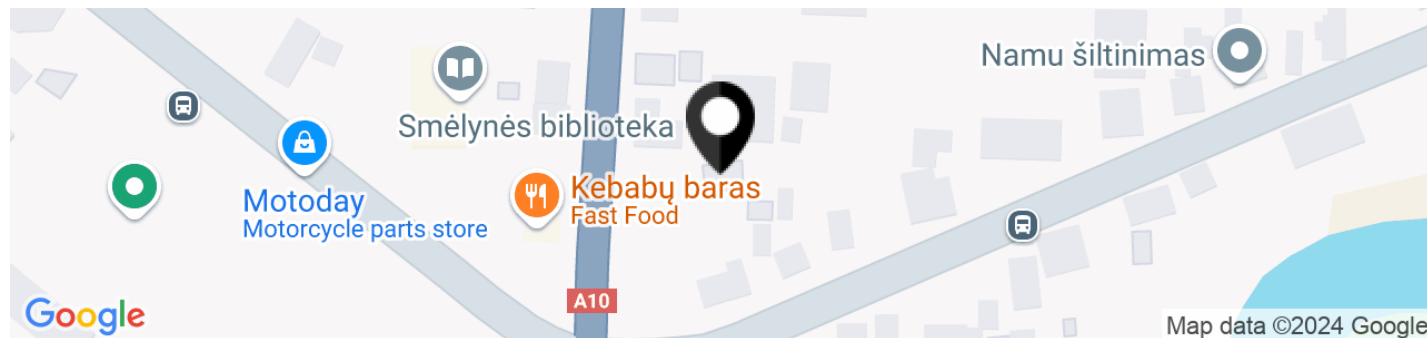 Namu šiltinimas
Smėlynės biblioteka
Kebabų baras
Fast Food
Motoday
Motorcycle parts store
A10
Google
Map data ©2024 Google